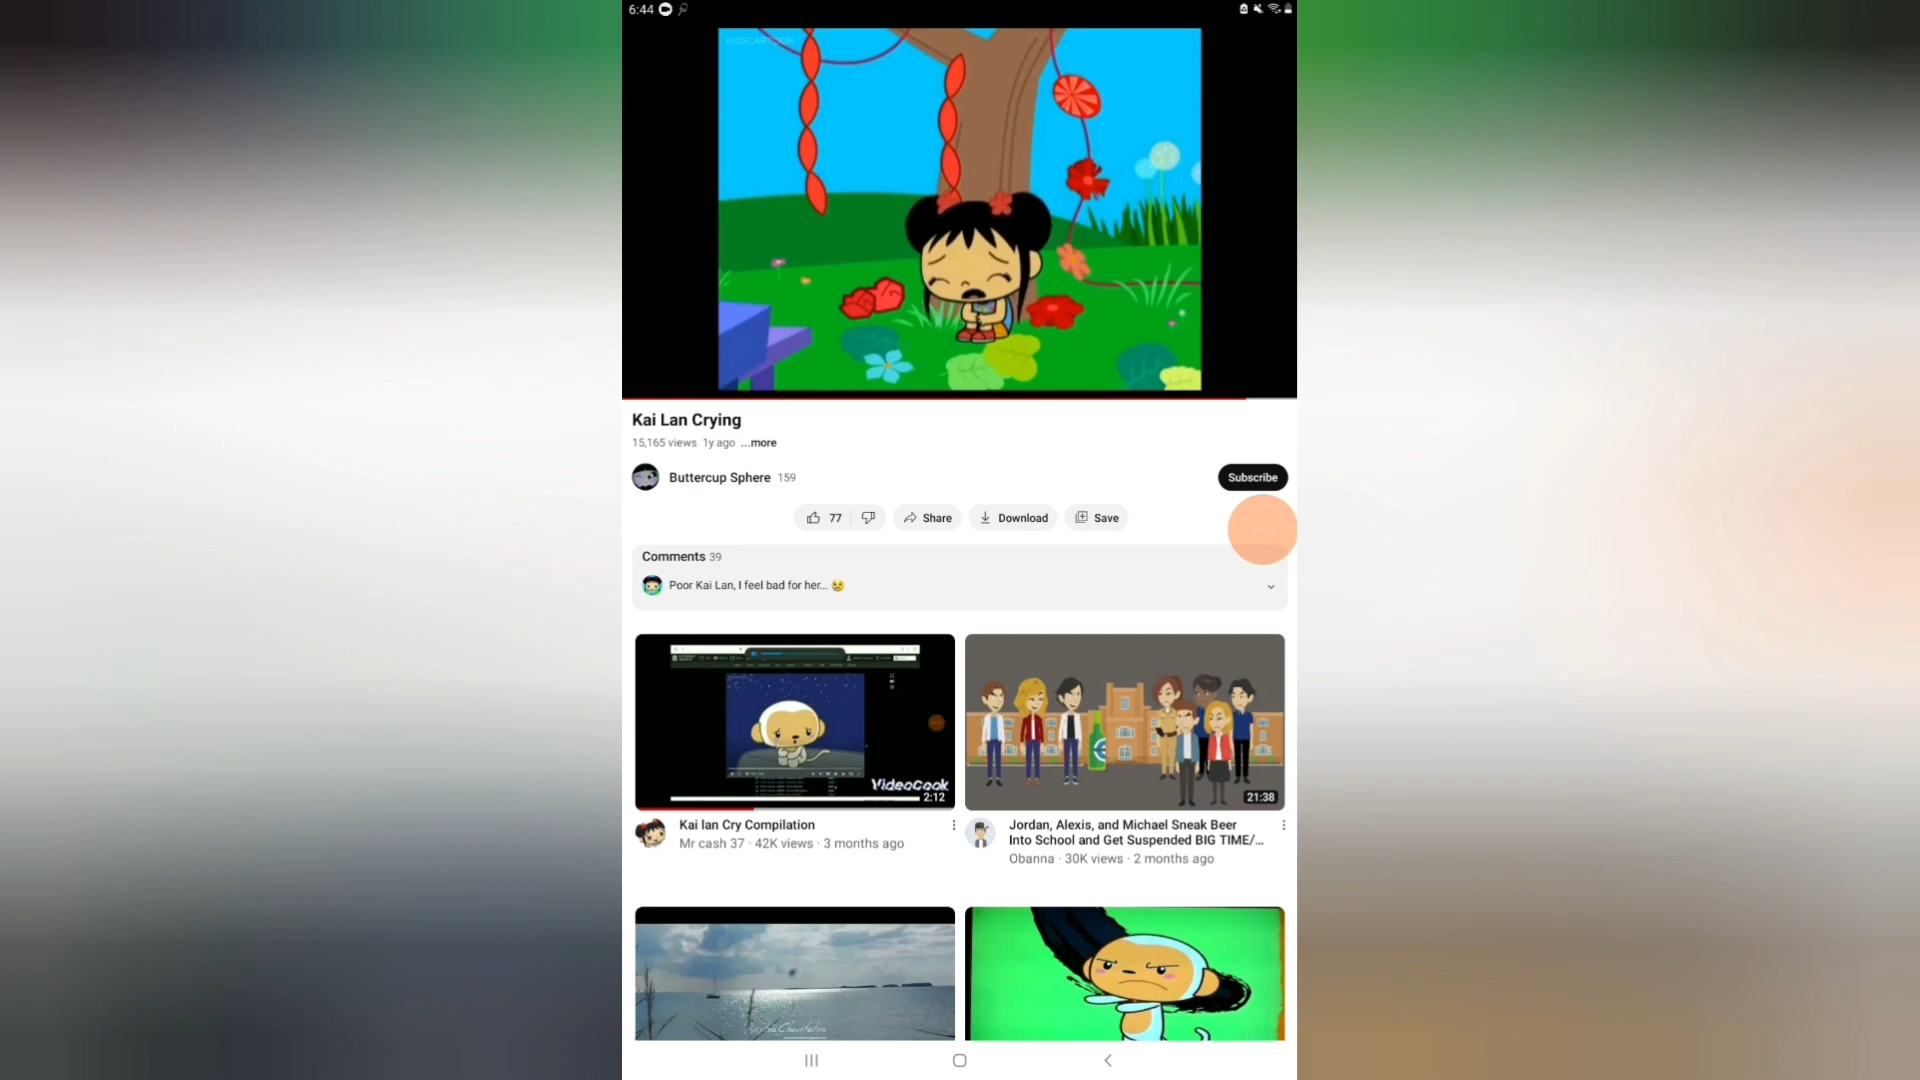 6:44
KISSCARTOON
Kai Lan Crying
15,165 views 1y ago ...more
Buttercup Sphere 159
Subscribe
77
Share
Download
Save
Comments 39
Poor Kai Lan, I feel bad for her... 😢
VideoCook
2:12
21:38
Kai lan Cry Compilation
Mr cash 37 · 42K views · 3 months ago
Jordan, Alexis, and Michael Sneak Beer
Into School and Get Suspended BIG TIME/...
Obanna · 30K views · 2 months ago